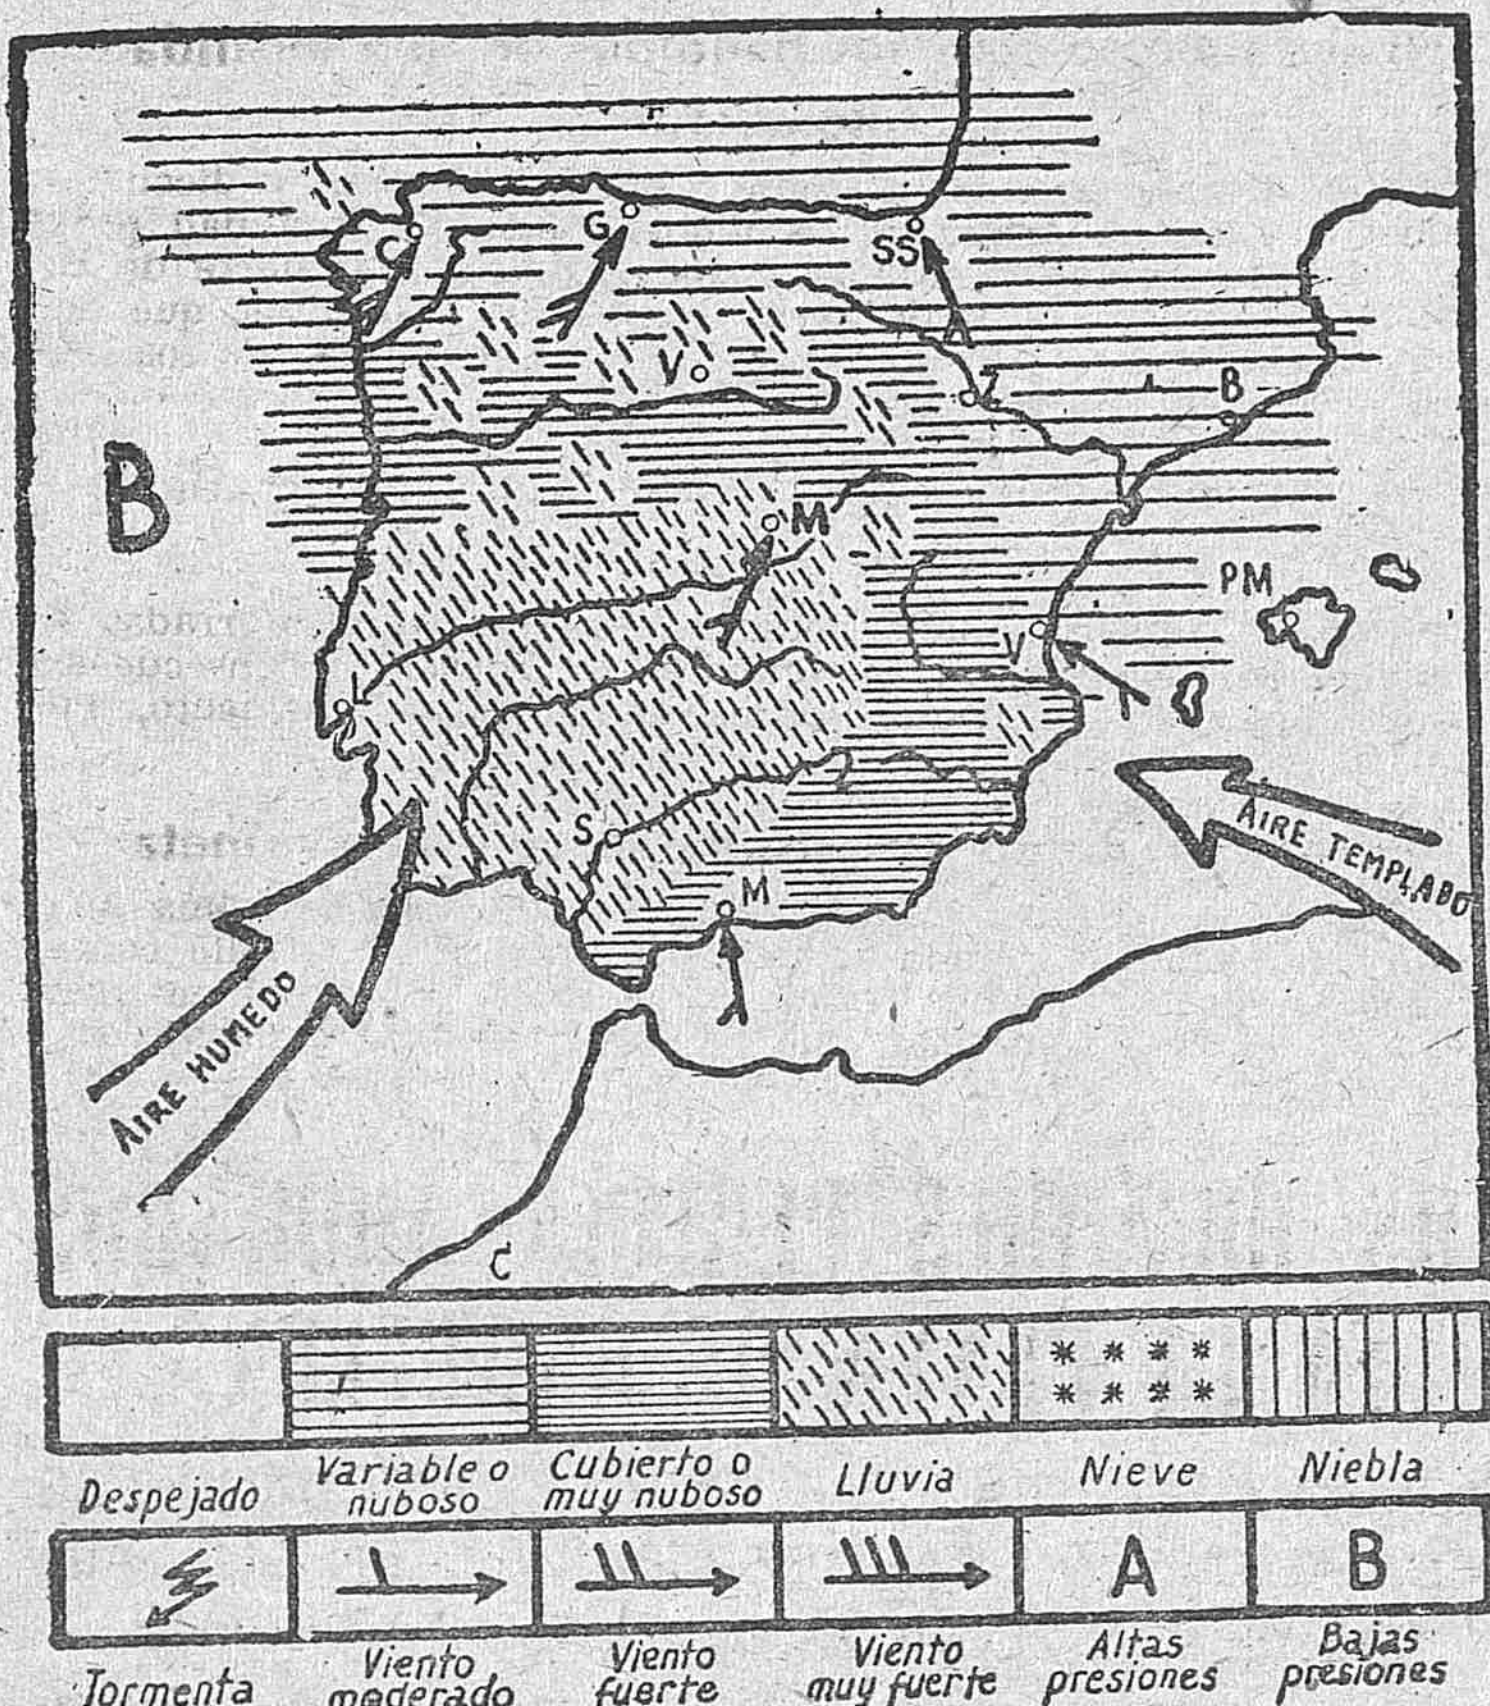 C
G
SS
V
Z
B
B
M
PM
V
L
S
M
AIRE TEMPLADO
AIRE HUMEDO
C
Despejado
Variable o
nuboso
Cubierto o
muy nuboso
Lluvia
Nieve
Niebla
A
B
Tormenta
Viento
moderado
Viento
fuerte
Viento
muy fuerte
Altas
presiones
Bajas
presiones